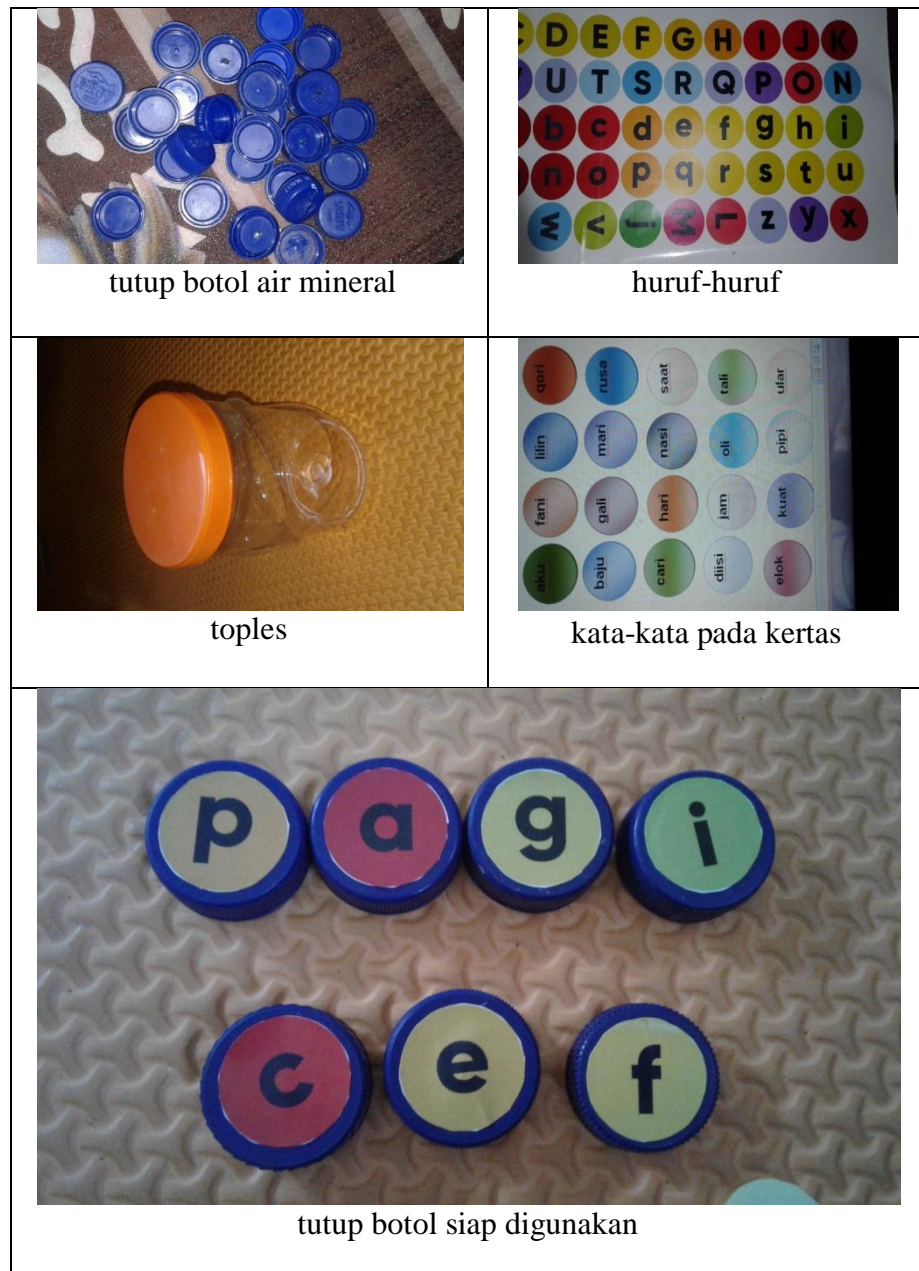 tutup botol air mineral
D E F G H I J K
U T S R Q P O N
b c d e f g h i
n o p q r s t u
w v j M L z y x
huruf-huruf
toples
aku fani lilin qori
baju gali mari rusa
cari hari nasi saat
diisi jam oli tali
elok kuat pipi ular
kata-kata pada kertas
p a g i
c e f
tutup botol siap digunakan